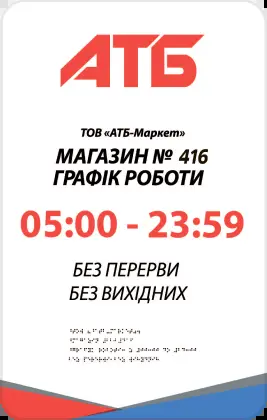 АТБ
ТОВ «АТБ-Маркет»
МАГАЗИН № 416
ГРАФІК РОБОТИ
05:00 - 23:59
БЕЗ ПЕРЕРВИ
БЕЗ ВИХІДНИХ